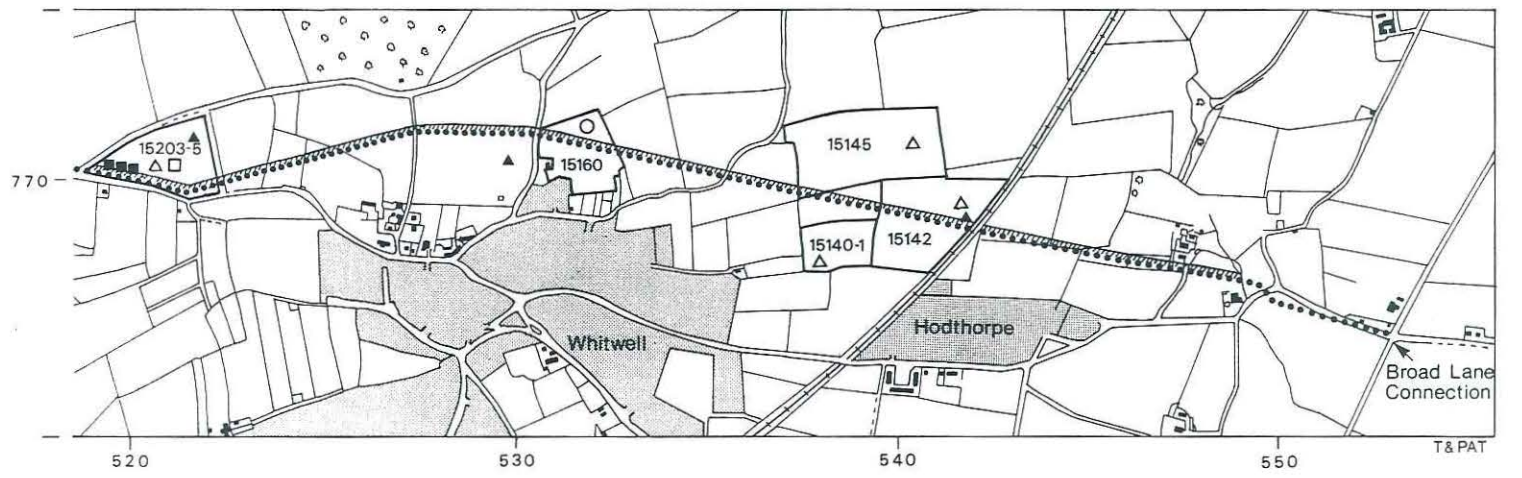 15203-5
15160
15145
770
15140-1
15142
Hodthorpe
Whitwell
Broad Lane
Connection
T&PAT
520
530
540
550